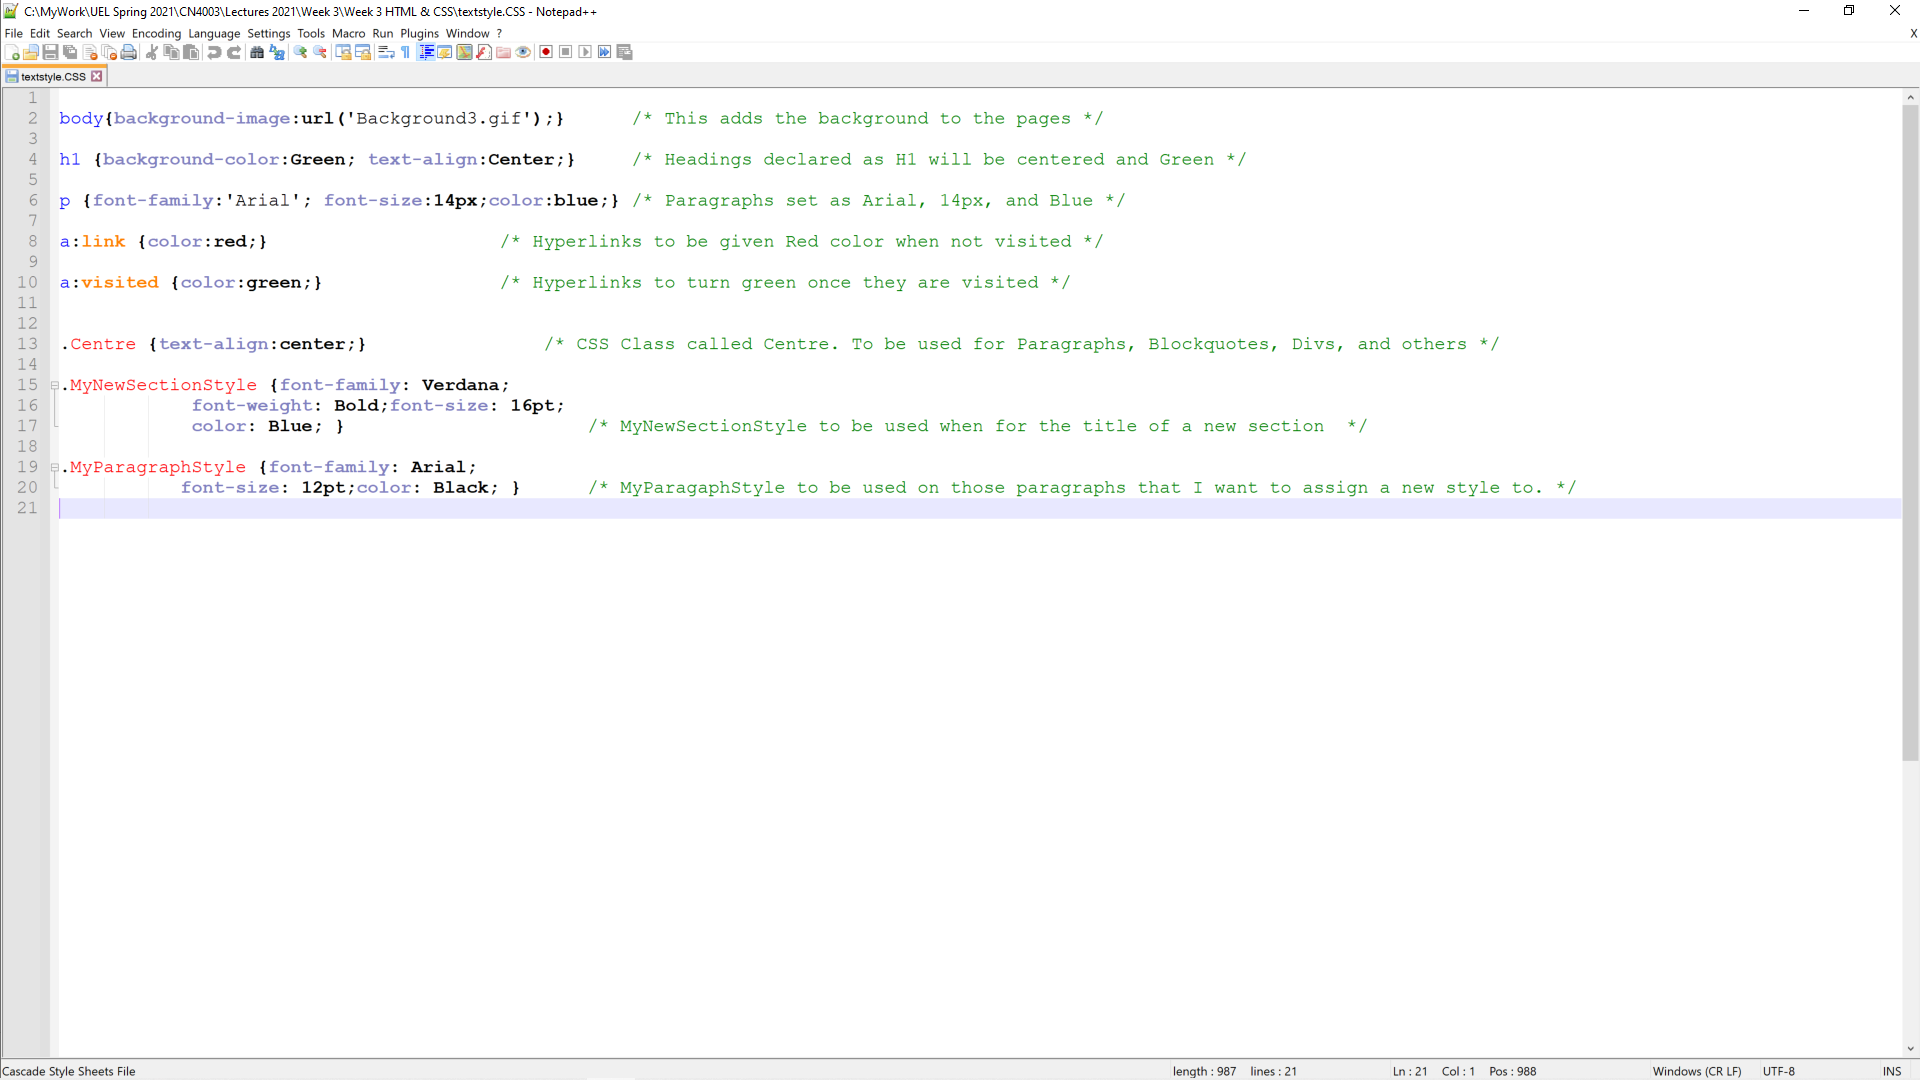 C:\MyWork\UEL Spring 2021\CN4003\Lectures 2021\Week 3\Week 3 HTML & CSS\textstyle.CSS - Notepad++
File Edit Search View Encoding Language Settings Tools Macro Run Plugins Window ? X
textstyle.CSS
1
2 body{background-image:url('Background3.gif');} /* This adds the background to the pages */
3
4 h1 {background-color:Green; text-align:Center;} /* Headings declared as H1 will be centered and Green */
5
6 p {font-family:'Arial'; font-size:14px;color:blue;} /* Paragraphs set as Arial, 14px, and Blue */
7
8 a:link {color:red;} /* Hyperlinks to be given Red color when not visited */
9
10 a:visited {color:green;} /* Hyperlinks to turn green once they are visited */
11
12
13 .Centre {text-align:center;} /* CSS Class called Centre. To be used for Paragraphs, Blockquotes, Divs, and others */
14
15 .MyNewSectionStyle {font-family: Verdana;
16 font-weight: Bold;font-size: 16pt;
17 color: Blue; } /* MyNewSectionStyle to be used when for the title of a new section */
18
19 .MyParagraphStyle {font-family: Arial;
20 font-size: 12pt;color: Black; } /* MyParagaphStyle to be used on those paragraphs that I want to assign a new style to. */
21
Cascade Style Sheets File length : 987 lines : 21 Ln : 21 Col : 1 Pos : 988 Windows (CR LF) UTF-8 INS